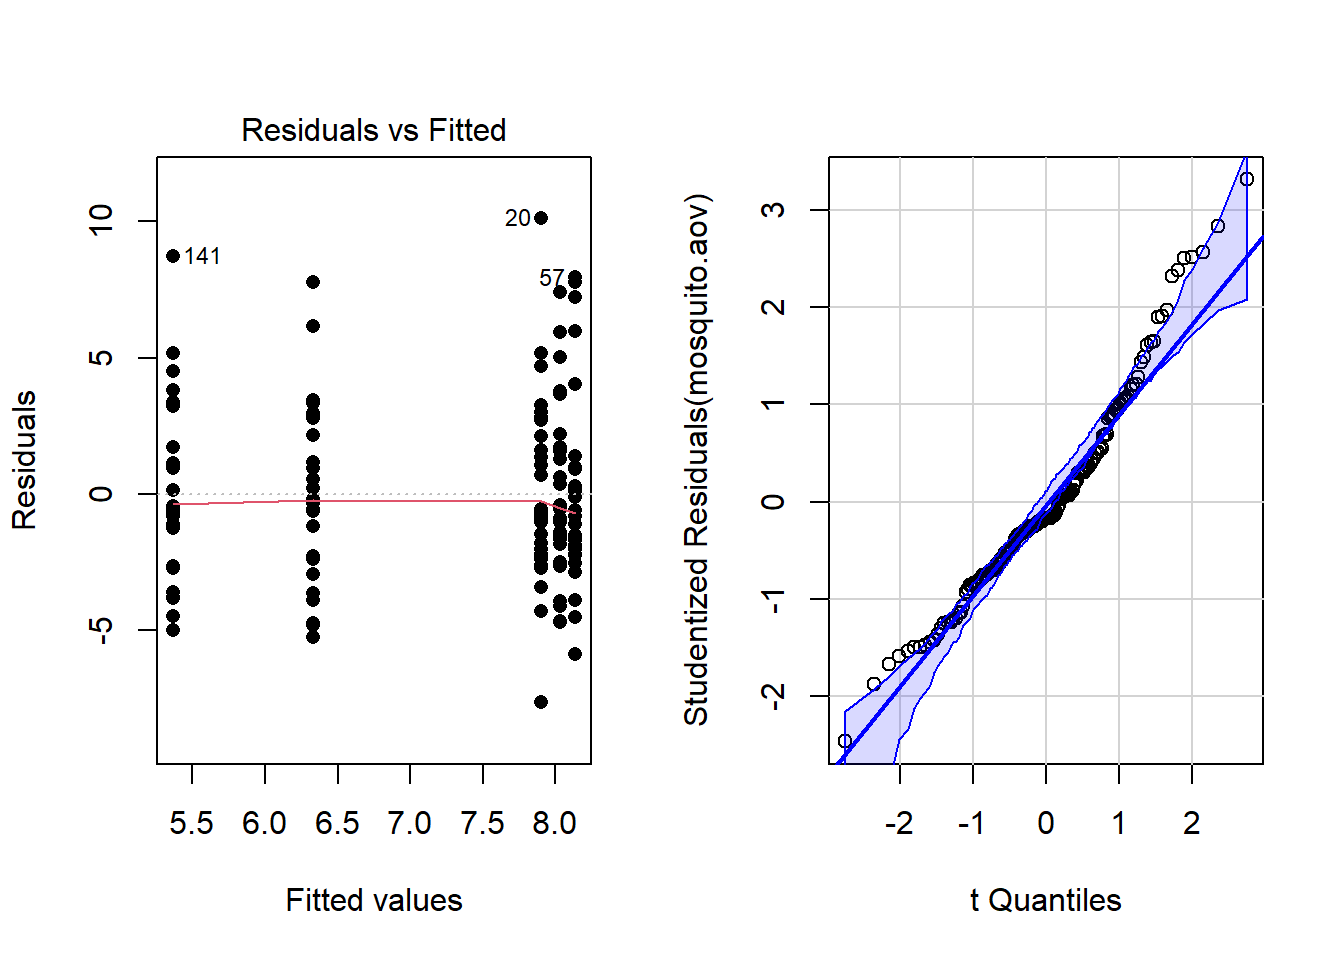 Residuals vs Fitted
Residuals
10
5
0
-5
141
20
57
5.5 6.0 6.5 7.0 7.5 8.0
Fitted values
Studentized Residuals(mosquito.aov)
3
2
1
0
-1
-2
-2 -1 0 1 2
t Quantiles